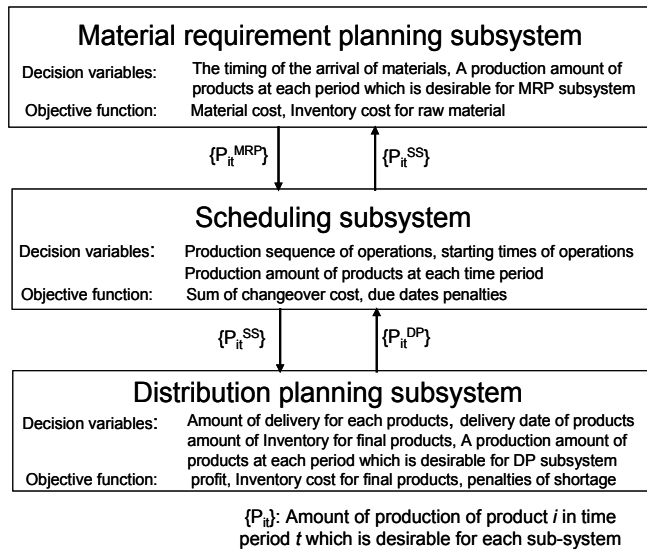 Material requirement planning subsystem
Decision variables: The timing of the arrival of materials, A production amount of
products at each period which is desirable for MRP subsystem
Objective function: Material cost, Inventory cost for raw material
{P_it^MRP} {P_it^SS}
Scheduling subsystem
Decision variables: Production sequence of operations, starting times of operations
Production amount of products at each time period
Objective function: Sum of changeover cost, due dates penalties
{P_it^SS} {P_it^DP}
Distribution planning subsystem
Decision variables: Amount of delivery for each products, delivery date of products
amount of Inventory for final products, A production amount of
products at each period which is desirable for DP subsystem
Objective function: profit, Inventory cost for final products, penalties of shortage
{P_it}: Amount of production of product i in time
period t which is desirable for each sub-system